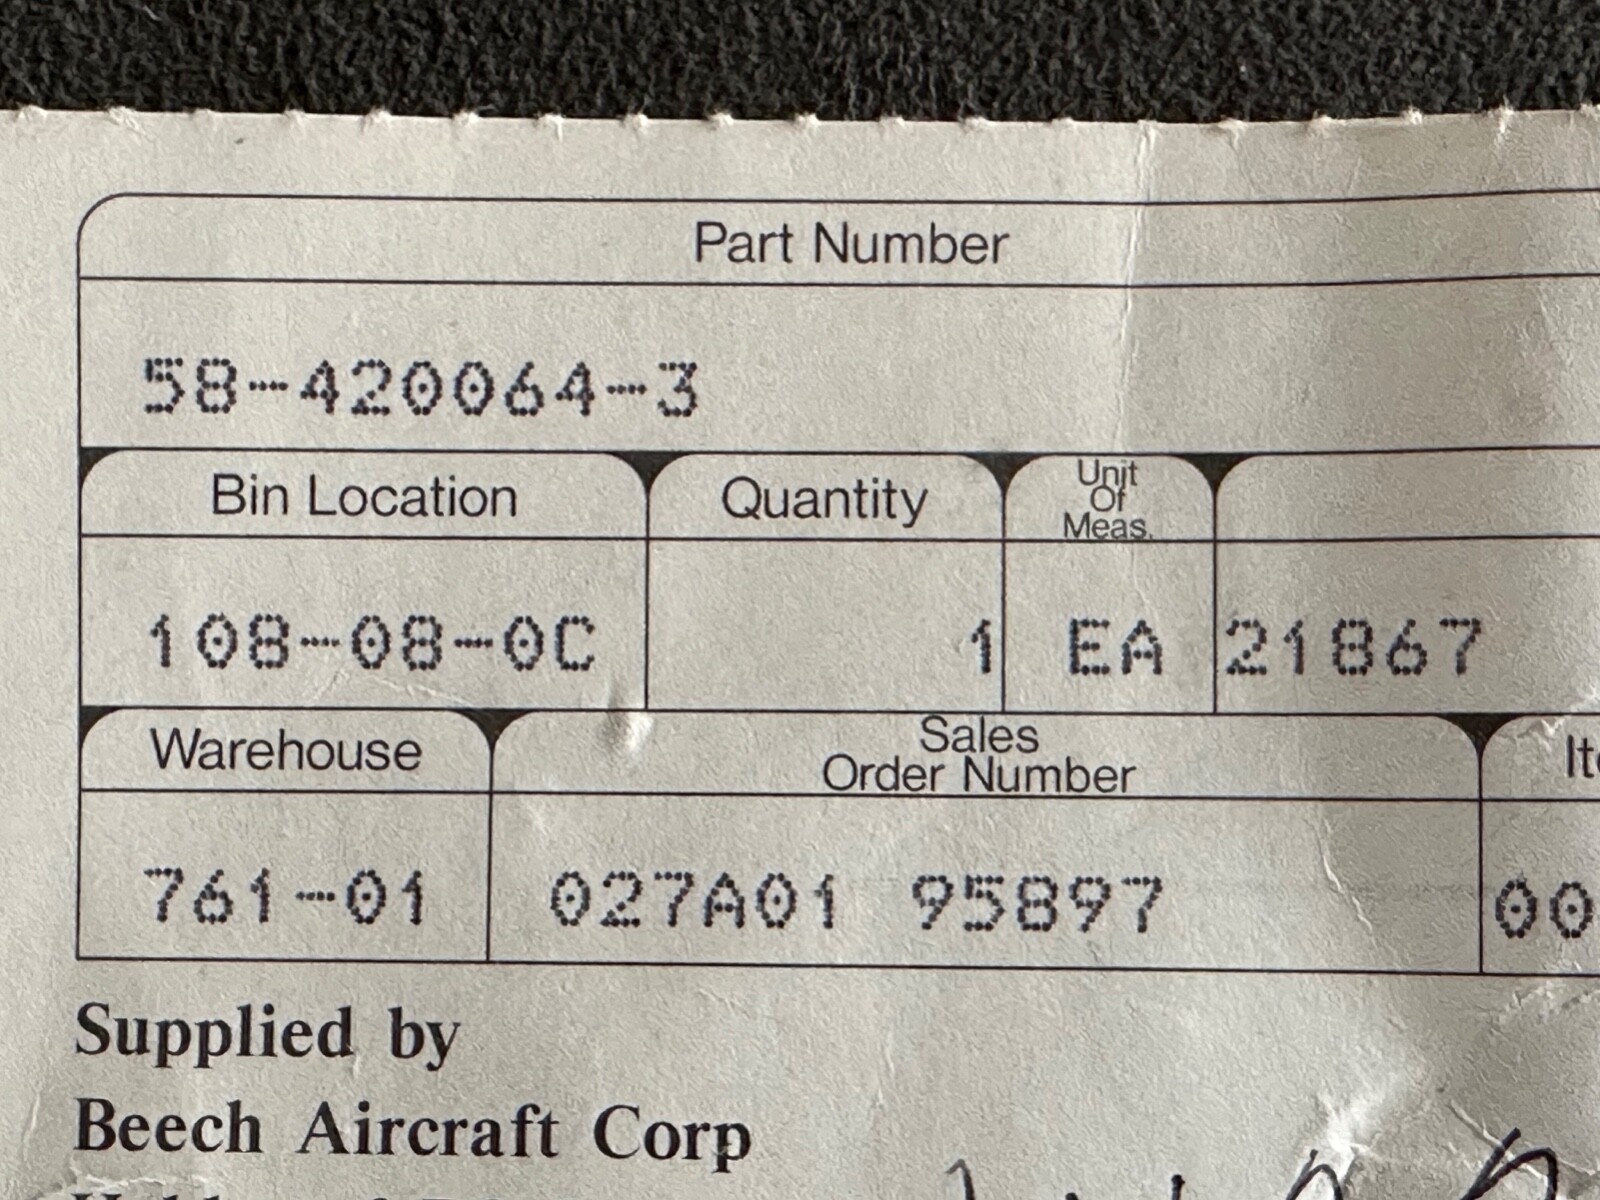 Part Number
58-420064-3
Bin Location Quantity Unit Of Meas.
108-08-0C 1 EA 21867
Warehouse Sales Order Number
761-01 027A01 95897 00
Supplied by
Beech Aircraft Corp